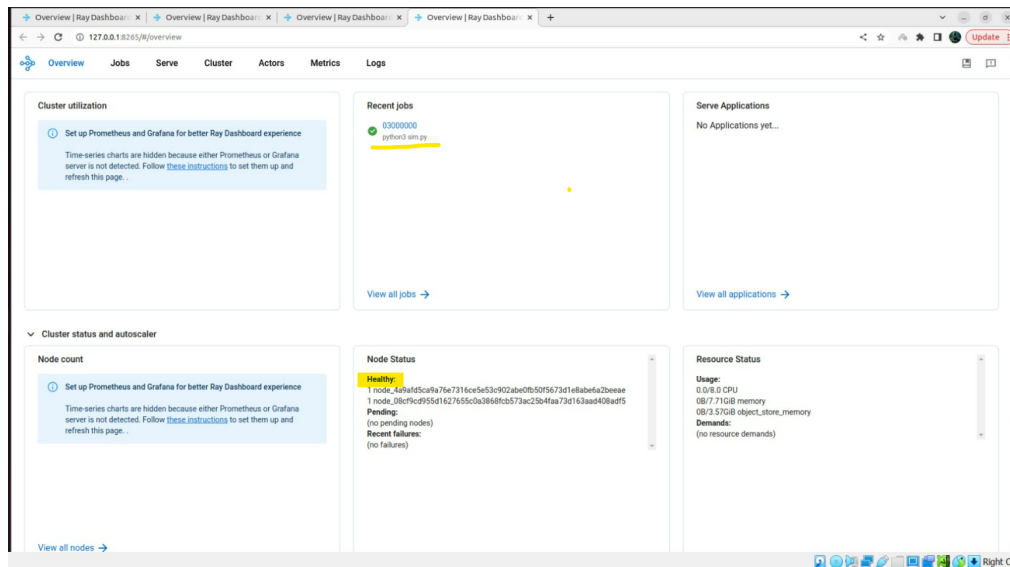 Overview | Ray Dashboar
Overview | Ray Dashboar
Overview | Ray Dashboar
Overview | Ray Dashboar
127.0.0.1:8265/#/overview
Update
Overview
Jobs
Serve
Cluster
Actors
Metrics
Logs
Cluster utilization
Set up Prometheus and Grafana for better Ray Dashboard experience
Time-series charts are hidden because either Prometheus or Grafana
server is not detected. Follow these instructions to set them up and
refresh this page. .
Recent jobs
03000000
python3 sim.py
View all jobs
Serve Applications
No Applications yet...
View all applications
Cluster status and autoscaler
Node count
Set up Prometheus and Grafana for better Ray Dashboard experience
Time-series charts are hidden because either Prometheus or Grafana
server is not detected. Follow these instructions to set them up and
refresh this page. .
View all nodes
Node Status
Healthy:
1 node_4a9afd5ca9a76e7316ce5e53c902abe0fb50f5673d1e8abe6a2beeae
1 node_08cf9cd955d1627655c0a3868fcb573ac25b4faa73d163aad408adf5
Pending:
(no pending nodes)
Recent failures:
(no failures)
Resource Status
Usage:
0.0/8.0 CPU
0B/7.71GiB memory
0B/3.57GiB object_store_memory
Demands:
(no resource demands)
Right C